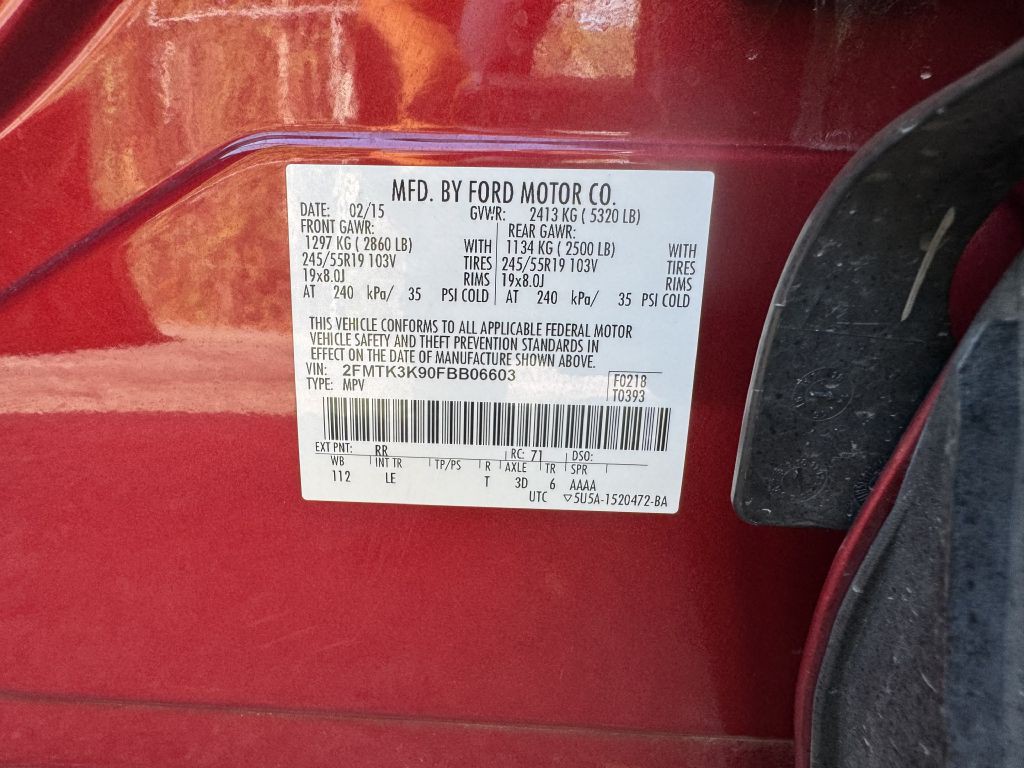 MFD. BY FORD MOTOR CO.
DATE: 02/15 GVWR: 2413 KG ( 5320 LB)
FRONT GAWR: REAR GAWR:
1297 KG ( 2860 LB) WITH 1134 KG ( 2500 LB) WITH
245/55R19 103V TIRES 245/55R19 103V TIRES
19x8.0J RIMS 19x8.0J RIMS
AT 240 kPa/ 35 PSI COLD AT 240 kPa/ 35 PSI COLD
THIS VEHICLE CONFORMS TO ALL APPLICABLE FEDERAL MOTOR
VEHICLE SAFETY AND THEFT PREVENTION STANDARDS IN
EFFECT ON THE DATE OF MANUFACTURE SHOWN ABOVE.
VIN: 2FMTK3K90FBB06603 F0218
TYPE: MPV T0393
EXT PNT: RR RC: 71 DSO:
WB INT TR TP/PS R AXLE TR SPR
112 LE T 3D 6 AAAA
UTC ▽5U5A-1520472-BA